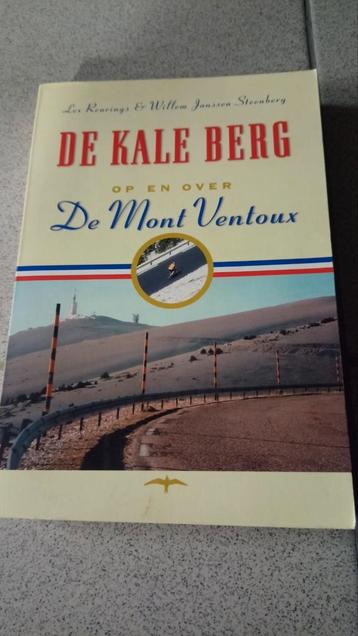 Lex Reurings & Willem Janssen Steenberg
DE KALE BERG
OP EN OVER
De Mont Ventoux